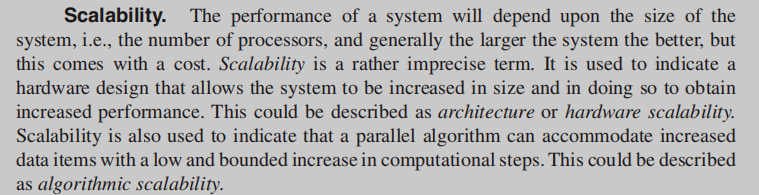 Scalability. The performance of a system will depend upon the size of the
system, i.e., the number of processors, and generally the larger the system the better, but
this comes with a cost. Scalability is a rather imprecise term. It is used to indicate a
hardware design that allows the system to be increased in size and in doing so to obtain
increased performance. This could be described as architecture or hardware scalability.
Scalability is also used to indicate that a parallel algorithm can accommodate increased
data items with a low and bounded increase in computational steps. This could be described
as algorithmic scalability.